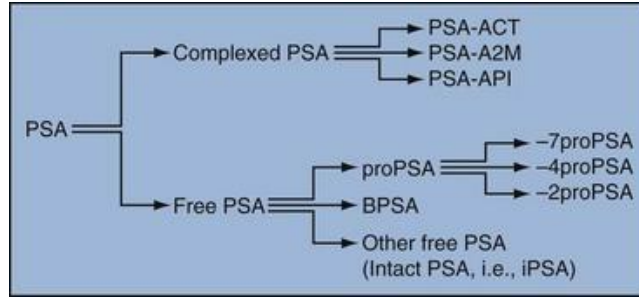 PSA-ACT
Complexed PSA
PSA-A2M
PSA-API
PSA
–7proPSA
proPSA
–4proPSA
–2proPSA
Free PSA
BPSA
Other free PSA
(Intact PSA, i.e., iPSA)